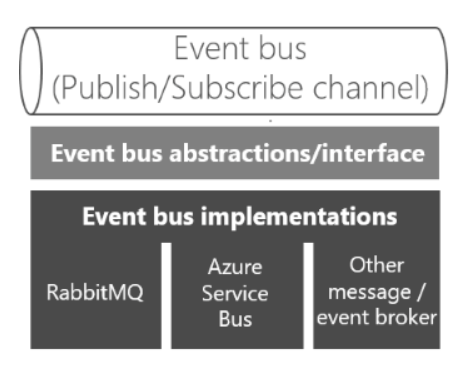 Event bus
(Publish/Subscribe channel)
Event bus abstractions/interface
Event bus implementations
RabbitMQ
Azure
Service
Bus
Other
message /
event broker